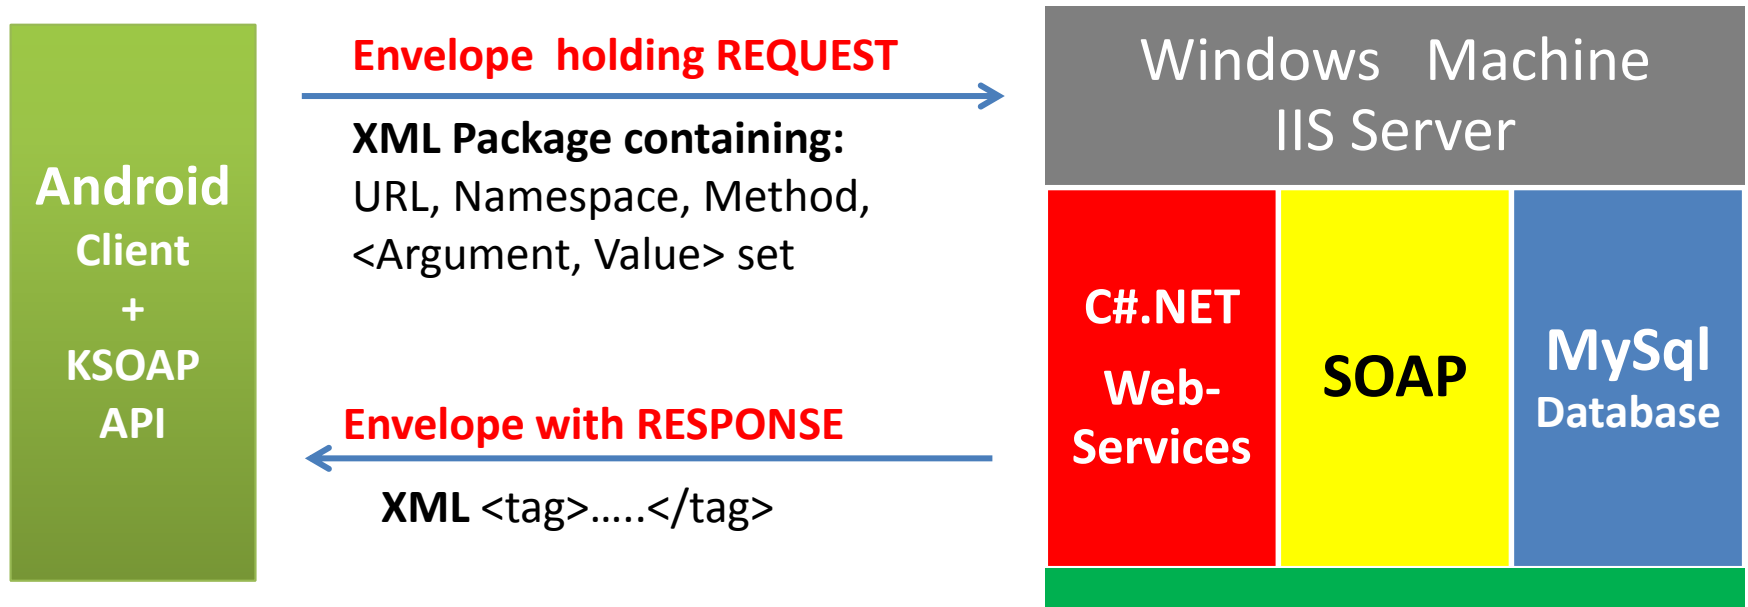 Android
Client
+
KSOAP
API
Envelope holding REQUEST
XML Package containing:
URL, Namespace, Method,
<Argument, Value> set
Envelope with RESPONSE
XML <tag>…..</tag>
Windows Machine
IIS Server
C#.NET
Web-
Services
SOAP
MySql
Database